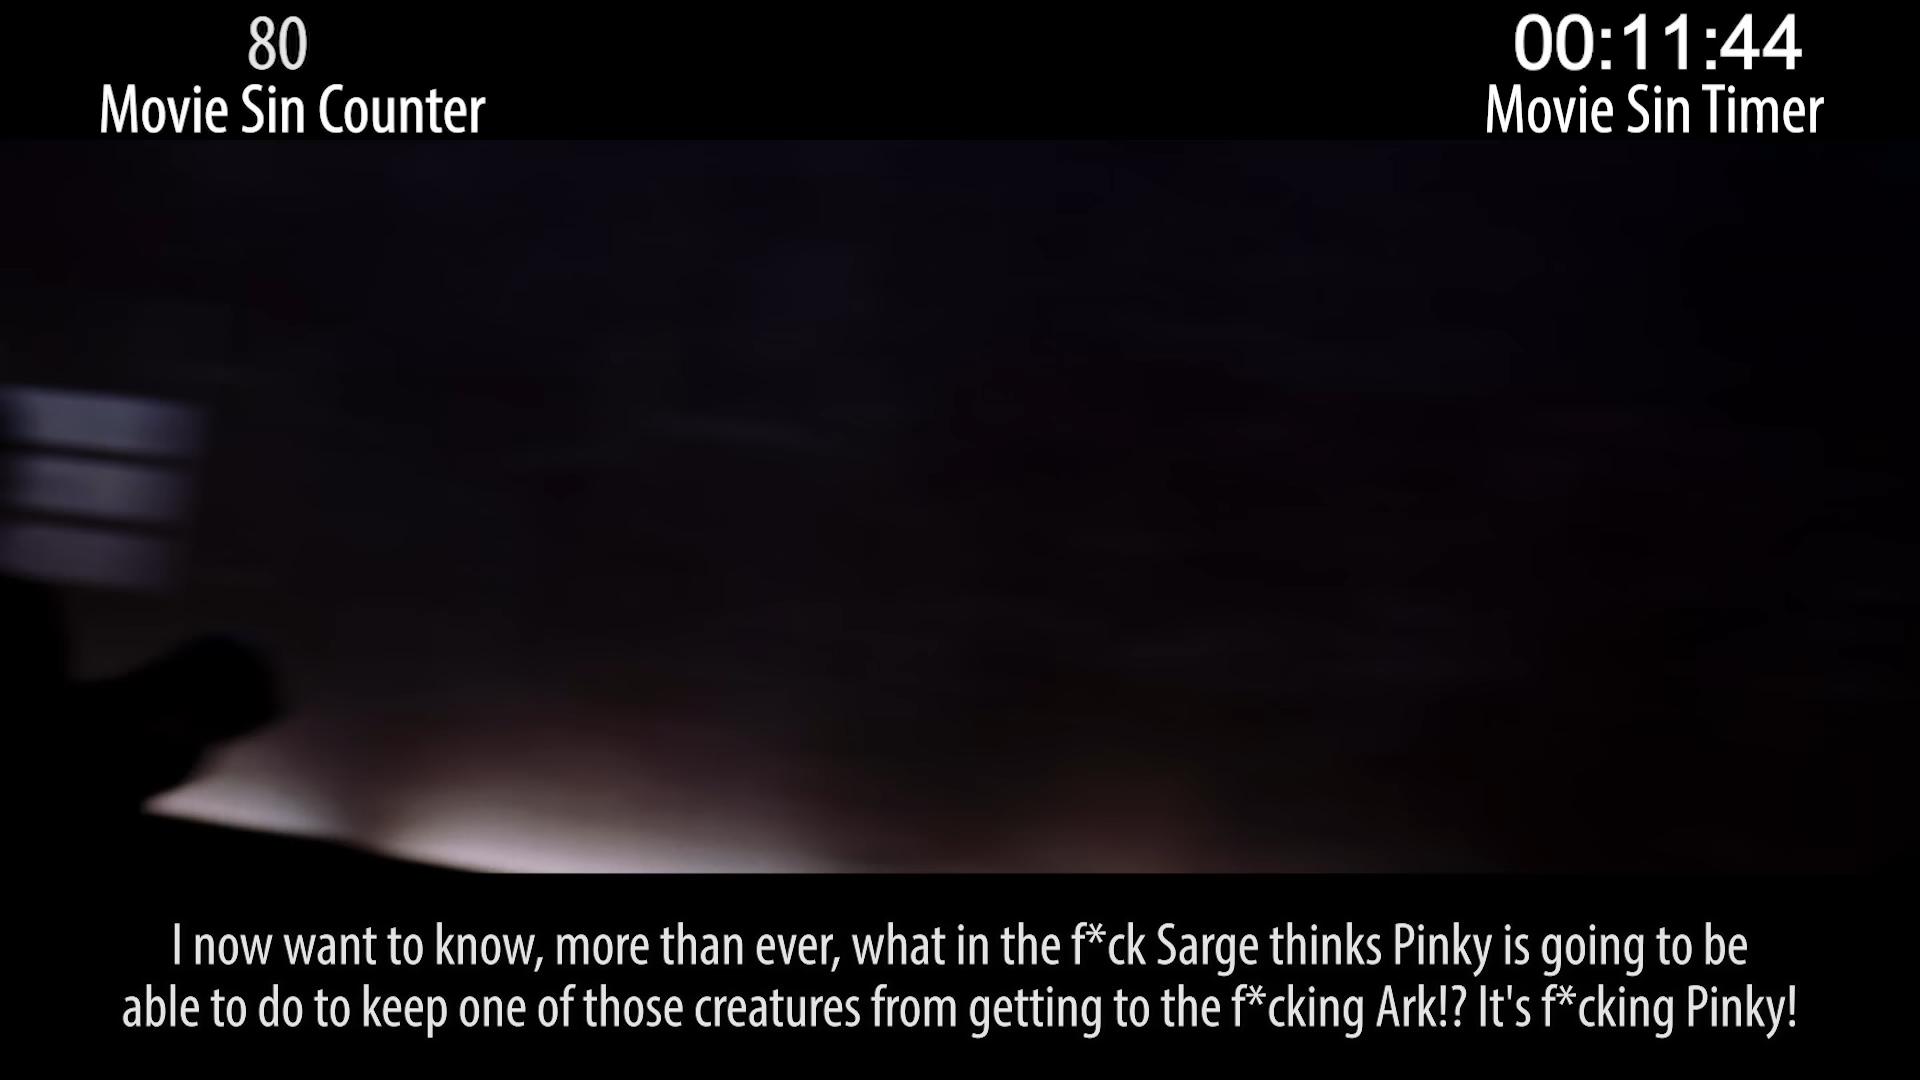 80
Movie Sin Counter
00:11:44
Movie Sin Timer
I now want to know, more than ever, what in the f*ck Sarge thinks Pinky is going to be
able to do to keep one of those creatures from getting to the f*cking Ark!? It's f*cking Pinky!